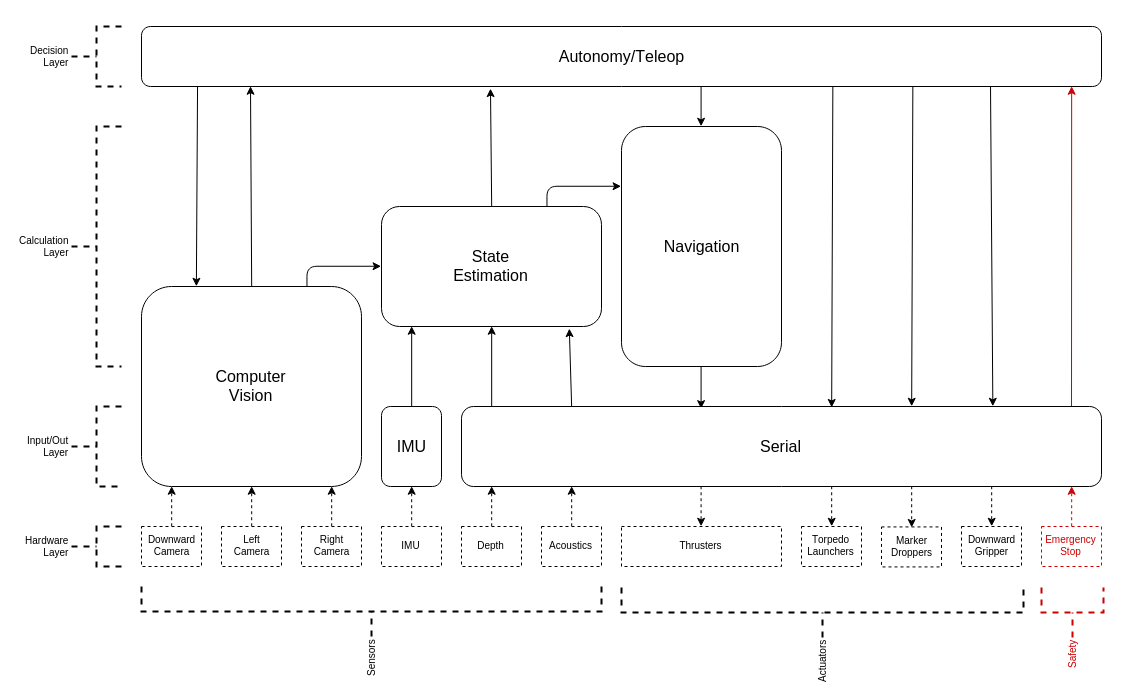 Decision
Layer
Autonomy/Teleop
Calculation
Layer
State
Estimation
Navigation
Computer
Vision
Input/Out
Layer
IMU
Serial
Hardware
Layer
Downward
Camera
Left
Camera
Right
Camera
IMU
Depth
Acoustics
Thrusters
Torpedo
Launchers
Marker
Droppers
Downward
Gripper
Emergency
Stop
Sensors
Actuators
Safety